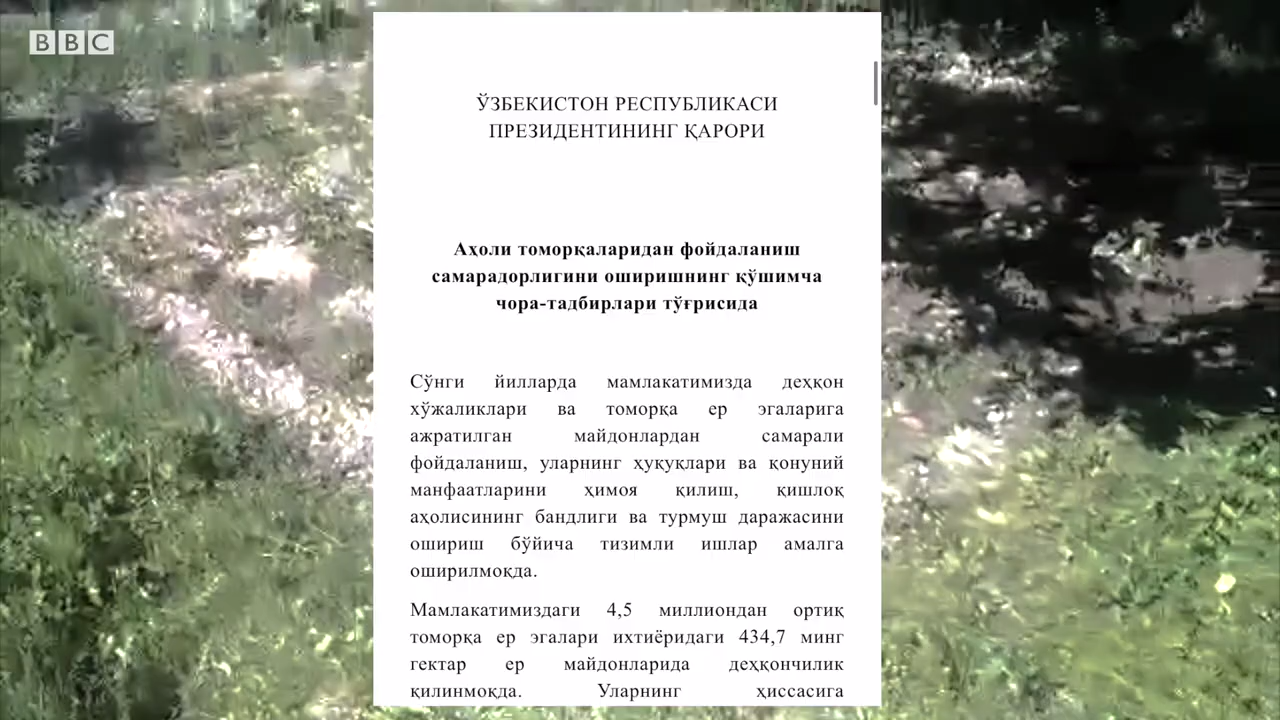 BBC
ЎЗБЕКИСТОН РЕСПУБЛИКАСИ
ПРЕЗИДЕНТИНИНГ ҚАРОРИ
Аҳоли томорқаларидан фойдаланиш
самарадорлигини оширишнинг қўшимча
чора-тадбирлари тўғрисида
Сўнги йилларда мамлакатимизда деҳқон
хўжаликлари ва томорқа ер эгаларига
ажратилган майдонлардан самарали
фойдаланиш, уларнинг ҳуқуқлари ва қонуний
манфаатларини ҳимоя қилиш, қишлоқ
аҳолисининг бандлиги ва турмуш даражасини
ошириш бўйича тизимли ишлар амалга
оширилмоқда.
Мамлакатимиздаги 4,5 миллиондан ортиқ
томорқа ер эгалари ихтиёридаги 434,7 минг
гектар ер майдонларида деҳқончилик
қилинмоқда. Уларнинг ҳиссасига